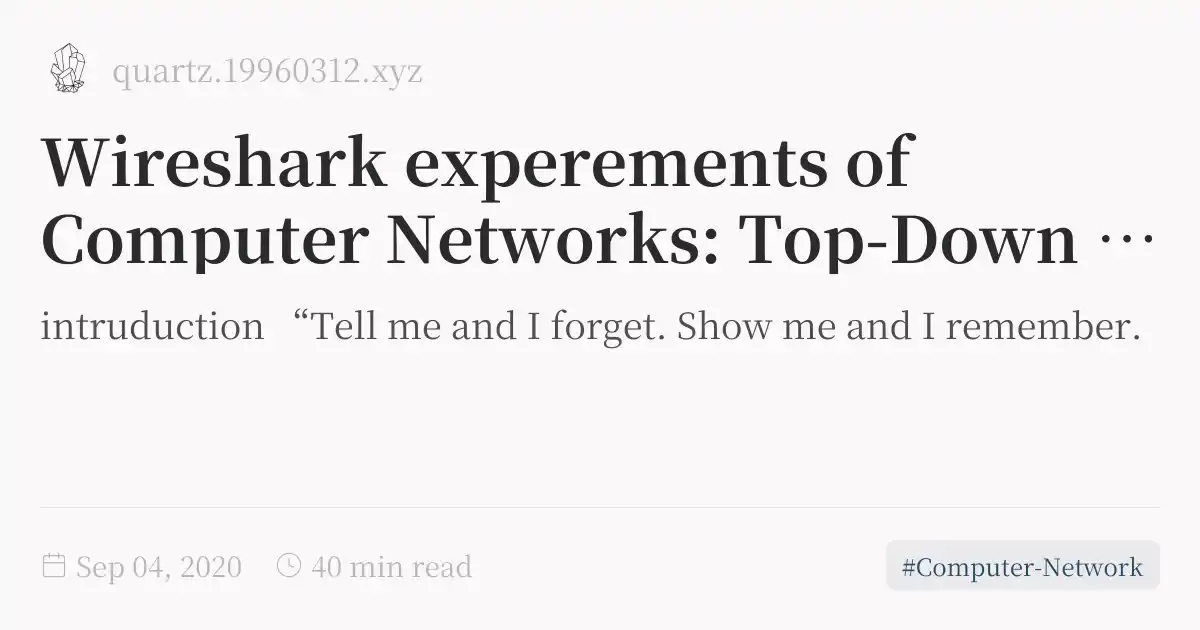 quartz.19960312.xyz
Wireshark experements of
Computer Networks: Top-Down ⋯
intruduction “Tell me and I forget. Show me and I remember.
Sep 04, 2020 40 min read
#Computer-Network